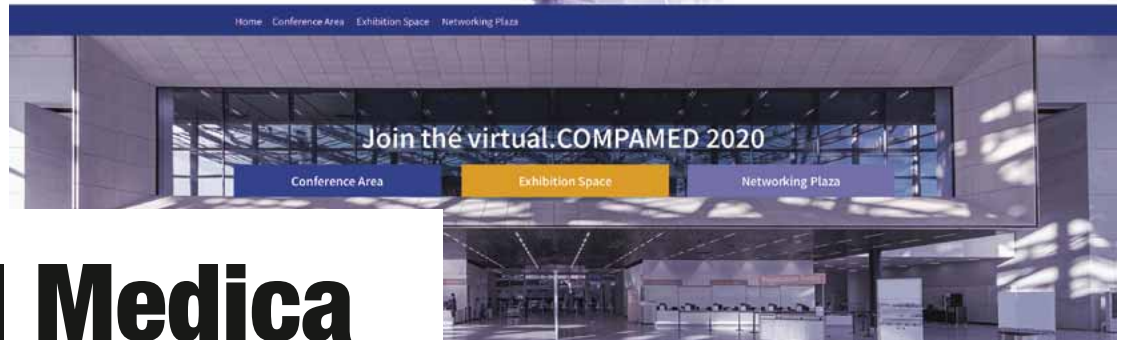 Home Conference Area Exhibition Space Networking Plaza
Join the virtual.COMPAMED 2020
Conference Area Exhibition Space Networking Plaza
Medica